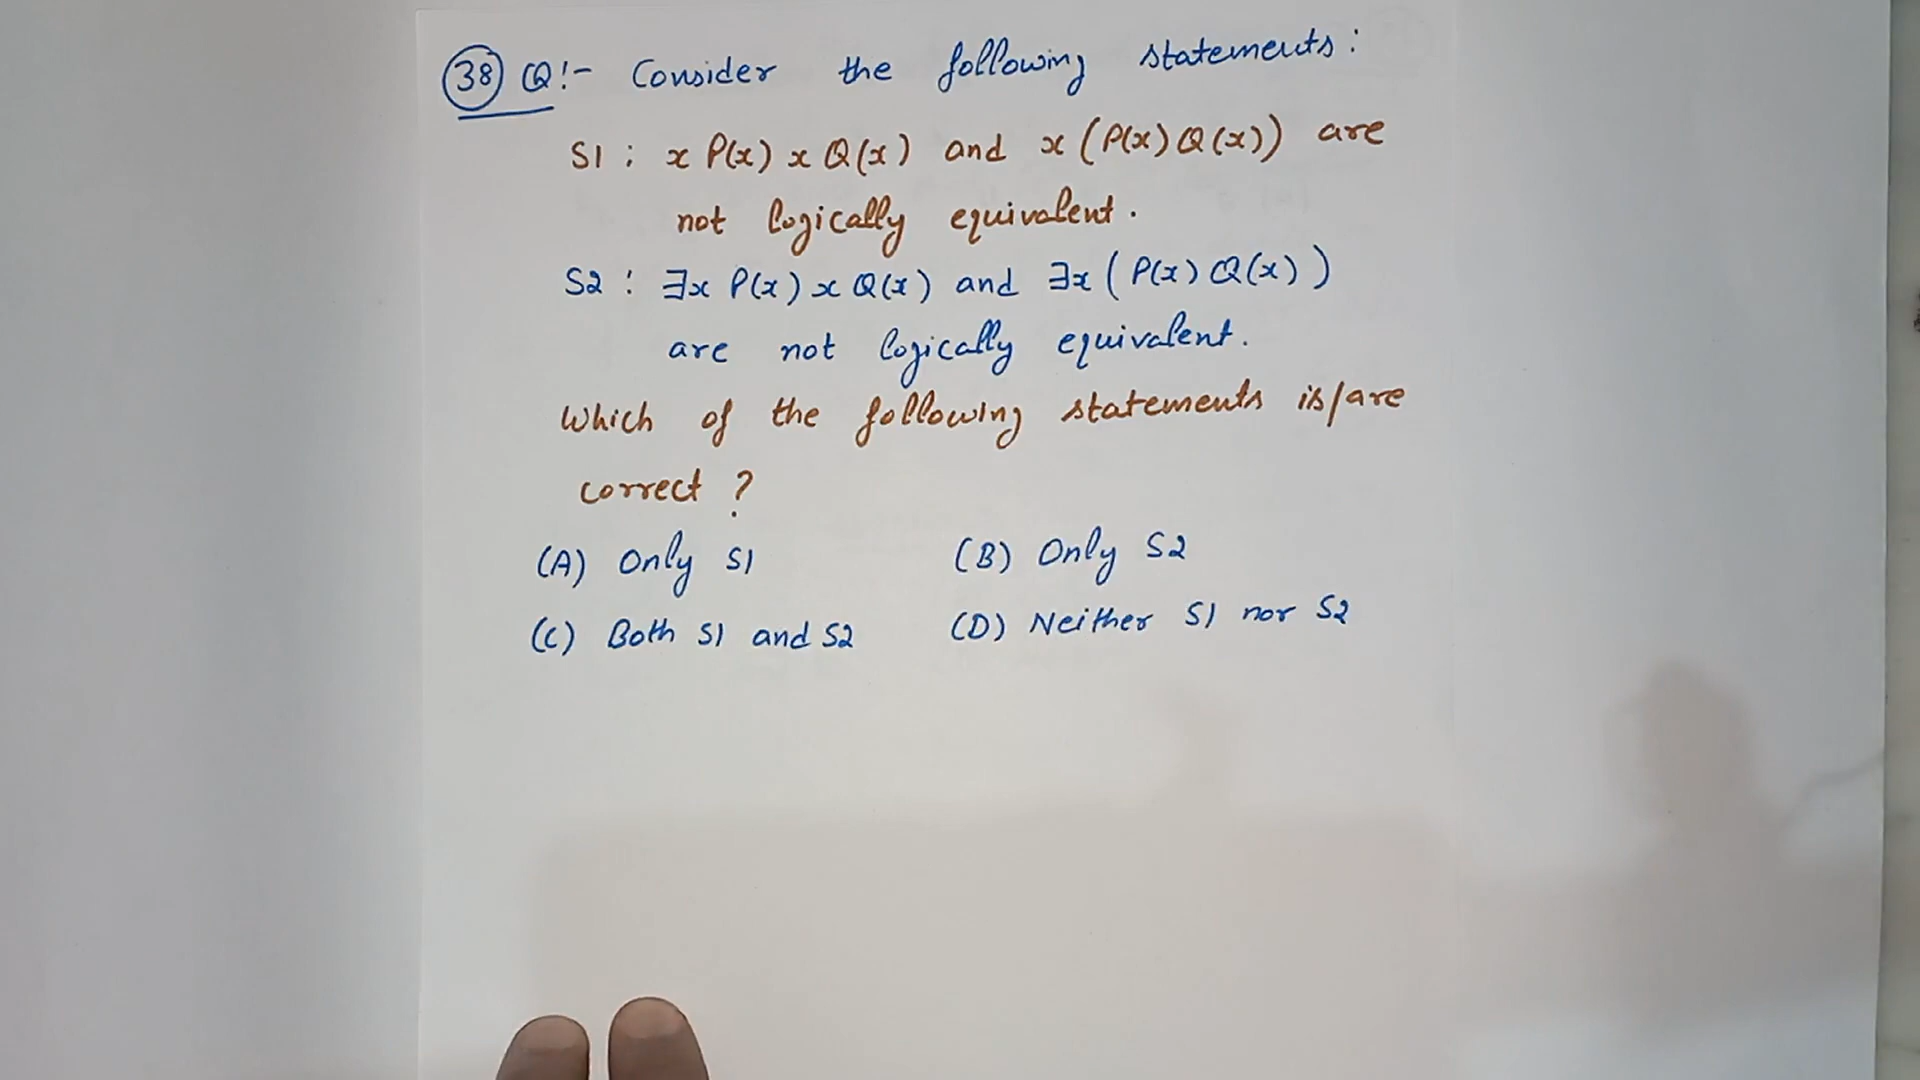 38 Q!- Consider the following statements:
S1 : x P(x) x Q(x) and x (P(x) Q(x)) are
not logically equivalent.
S2 : ∃x P(x) x Q(x) and ∃x (P(x) Q(x))
are not logically equivalent.
Which of the following statements is/are
correct ?
(A) Only S1 (B) Only S2
(C) Both S1 and S2 (D) Neither S1 nor S2